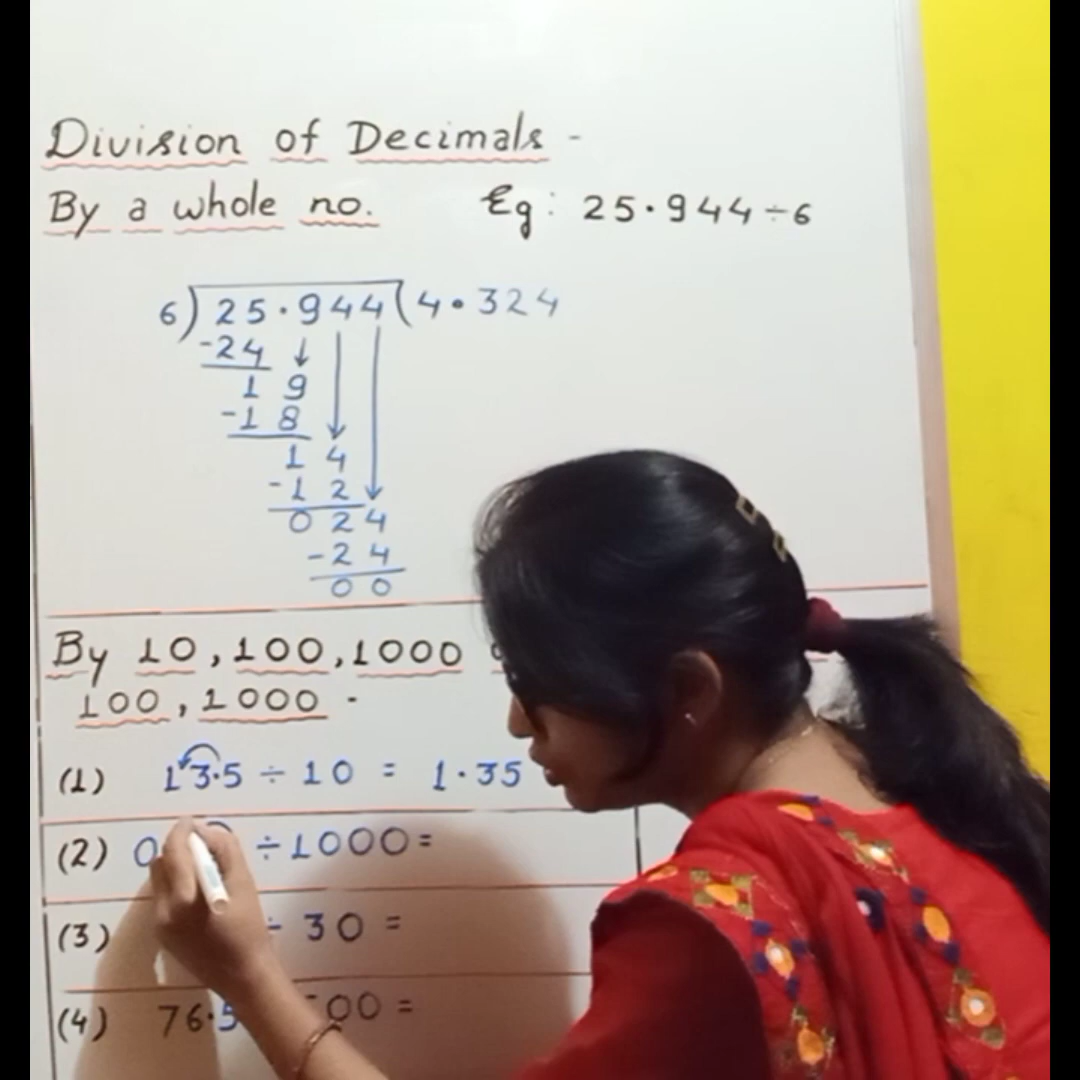 Division of Decimals -
By a whole no. Eg: 25.944÷6
6)25.944(4.324
-24
19
-18
14
-12
024
-24
00
By 10, 100, 1000
100, 1000 -
(1) 13.5 ÷ 10 = 1.35
(2) 0 ÷1000=
(3) ÷ 30 =
(4) 76.5 00 =